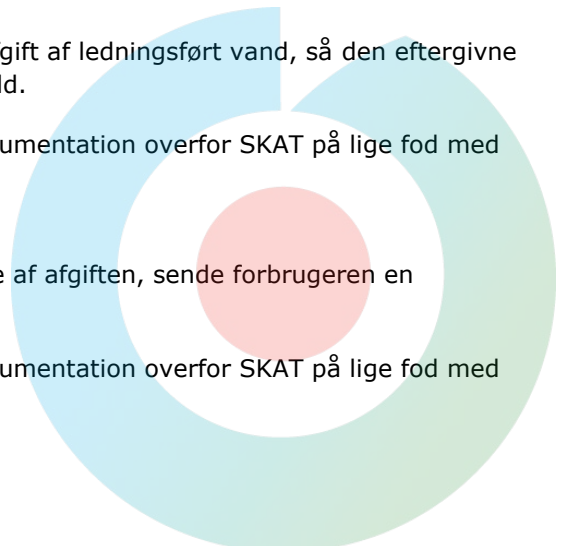 gift af ledningsført vand, så den eftergivne
ld.
umentation overfor SKAT på lige fod med
e af afgiften, sende forbrugeren en
umentation overfor SKAT på lige fod med